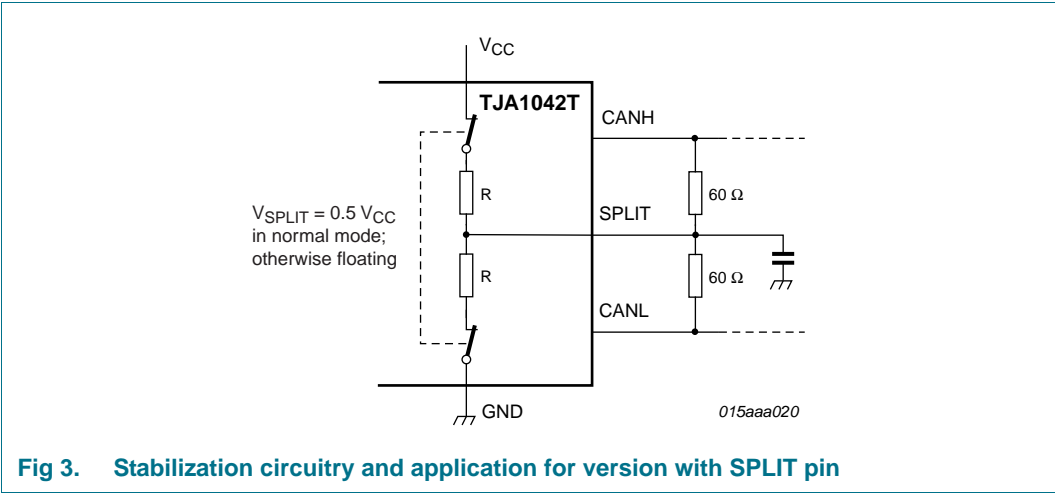 VCC
TJA1042T
CANH
R
60 Ω
VSPLIT = 0.5 VCC
in normal mode;
otherwise floating
SPLIT
R
60 Ω
CANL
GND
015aaa020
Fig 3. Stabilization circuitry and application for version with SPLIT pin